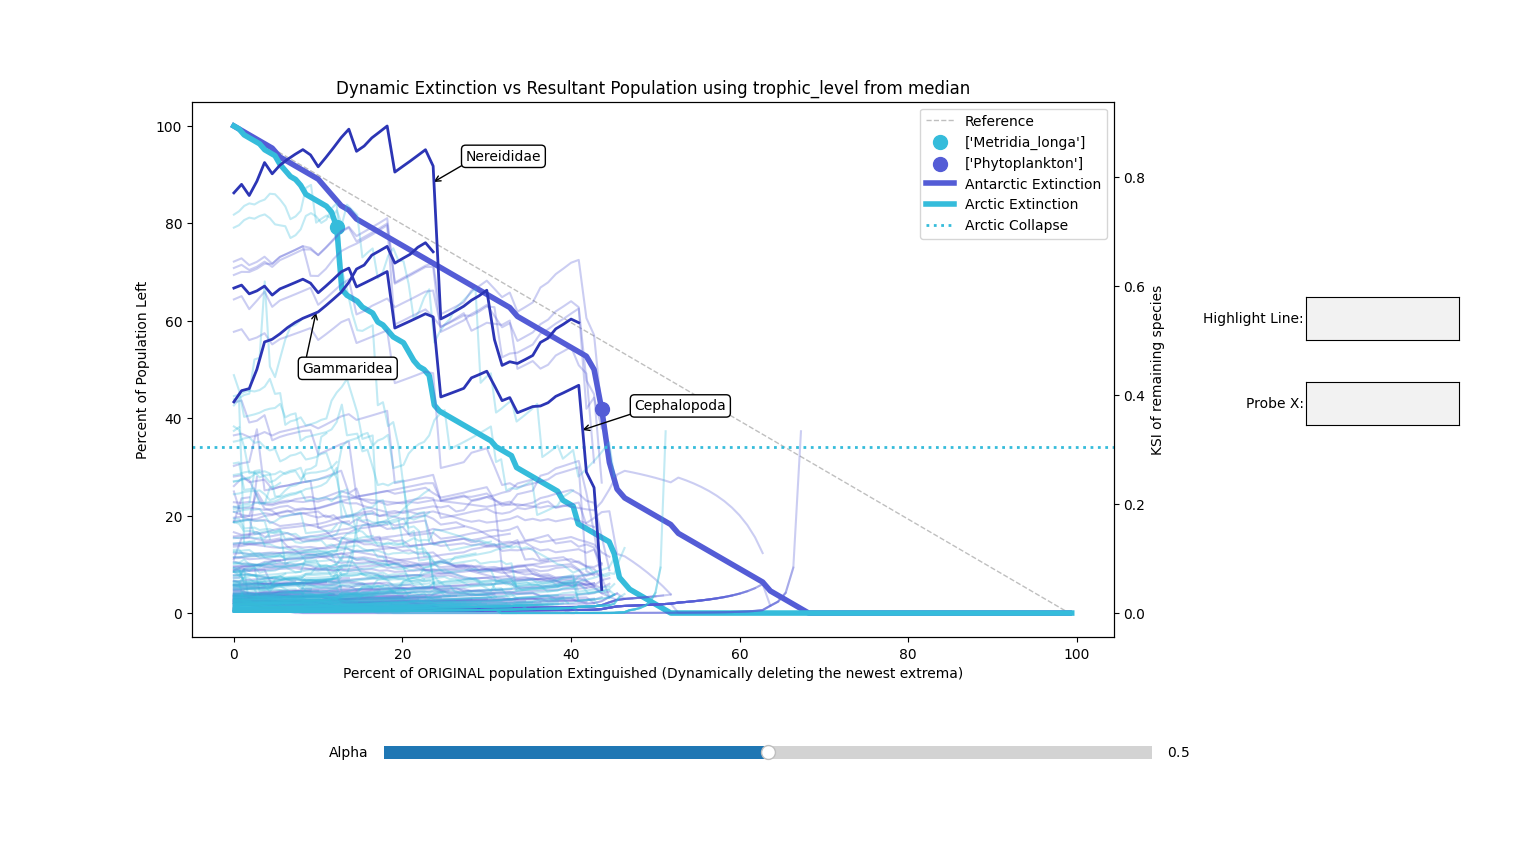 Dynamic Extinction vs Resultant Population using trophic_level from median
Reference
['Metridia_longa']
['Phytoplankton']
Antarctic Extinction
Arctic Extinction
Arctic Collapse
Nereididae
Gammaridea
Cephalopoda
Percent of Population Left
100
80
60
40
20
0
KSI of remaining species
0.8
0.6
0.4
0.2
0.0
0
20
40
60
80
100
Percent of ORIGINAL population Extinguished (Dynamically deleting the newest extrema)
Highlight Line:
Probe X:
Alpha
0.5